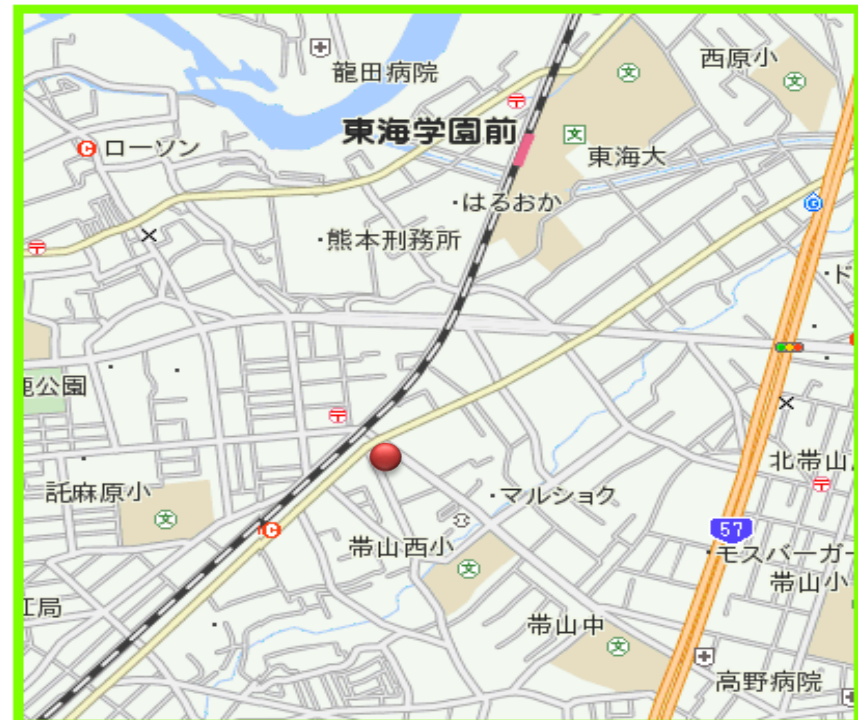 西原小
龍田病院
東海学園前
東海大
ローソン
・はるおか
・熊本刑務所
・ド
鹿公園
北帯山
託麻原小
・マルショク
57
帯山西小
・モスバーガー
帯山小
江局
帯山中
高野病院